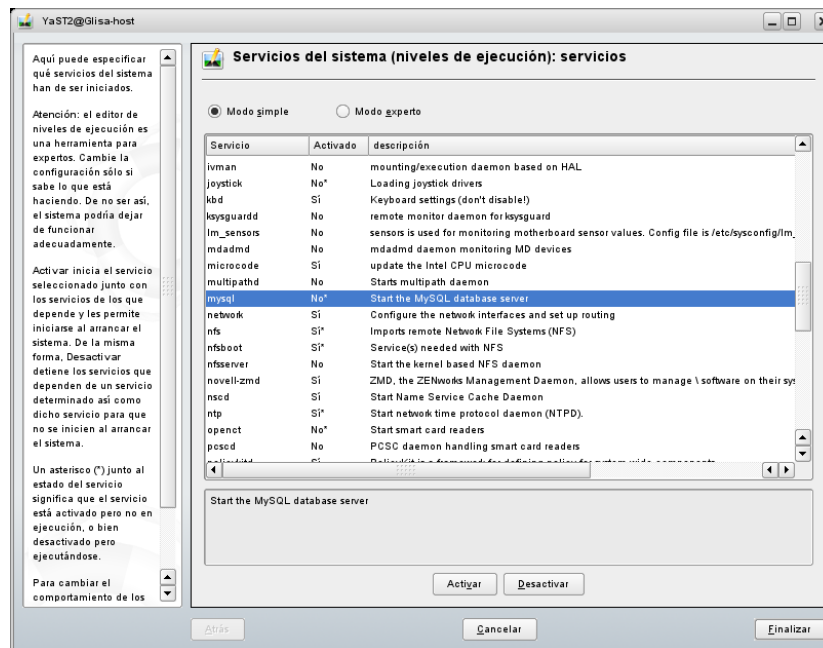 YaST2@Glisa-host
Aquí puede especificar
qué servicios del sistema
han de ser iniciados.
Atención: el editor de
niveles de ejecución es
una herramienta para
expertos. Cambie la
configuración sólo si
sabe lo que está
haciendo. De no ser así,
el sistema podría dejar
de funcionar
adecuadamente.
Activar inicia el servicio
seleccionado junto con
los servicios de los que
depende y les permite
iniciarse al arrancar el
sistema. De la misma
forma, Desactivar
detiene los servicios que
dependen de un servicio
determinado así como
dicho servicio para que
no se inicien al arrancar
el sistema.
Un asterisco (*) junto al
estado del servicio
significa que el servicio
está activado pero no en
ejecución, o bien
desactivado pero
ejecutándose.
Para cambiar el
comportamiento de los
Servicios del sistema (niveles de ejecución): servicios
Modo simple Modo experto
Servicio Activado descripción
ivman No mounting/execution daemon based on HAL
joystick No* Loading joystick drivers
kbd Sí Keyboard settings (don't disable!)
ksysguardd No remote monitor daemon for ksysguard
lm_sensors No sensors is used for monitoring motherboard sensor values. Config file is /etc/sysconfig/lm_
mdadmd No mdadmd daemon monitoring MD devices
microcode Sí update the Intel CPU microcode
multipathd No Starts multipath daemon
mysql No* Start the MySQL database server
network Sí Configure the network interfaces and set up routing
nfs Sí* Imports remote Network File Systems (NFS)
nfsboot Sí* Service(s) needed with NFS
nfsserver No Start the kernel based NFS daemon
novell-zmd Sí ZMD, the ZENworks Management Daemon, allows users to manage \ software on their sys
nscd Sí Start Name Service Cache Daemon
ntp Sí* Start network time protocol daemon (NTPD).
openct No* Start smart card readers
pcscd No PCSC daemon handling smart card readers
policykitd Sí PolicyKit is a framework for defining policy for system-wide components
Start the MySQL database server
Activar Desactivar
Atrás Cancelar Finalizar